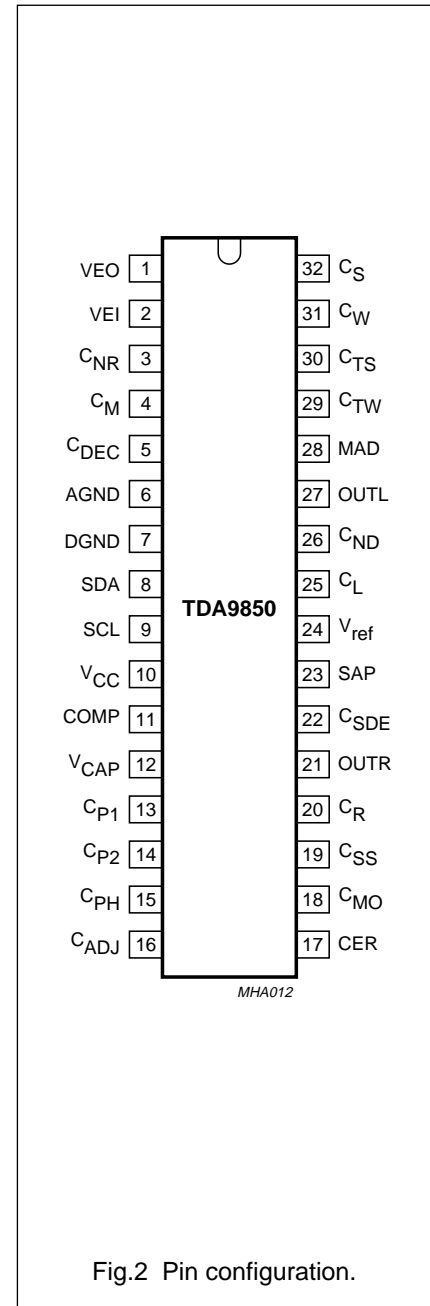 VEO 1 32 C_S
VEI 2 31 C_W
C_NR 3 30 C_TS
C_M 4 29 C_TW
C_DEC 5 28 MAD
AGND 6 27 OUTL
DGND 7 26 C_ND
SDA 8 25 C_L
TDA9850
SCL 9 24 V_ref
V_CC 10 23 SAP
COMP 11 22 C_SDE
V_CAP 12 21 OUTR
C_P1 13 20 C_R
C_P2 14 19 C_SS
C_PH 15 18 C_MO
C_ADJ 16 17 CER
MHA012
Fig.2 Pin configuration.